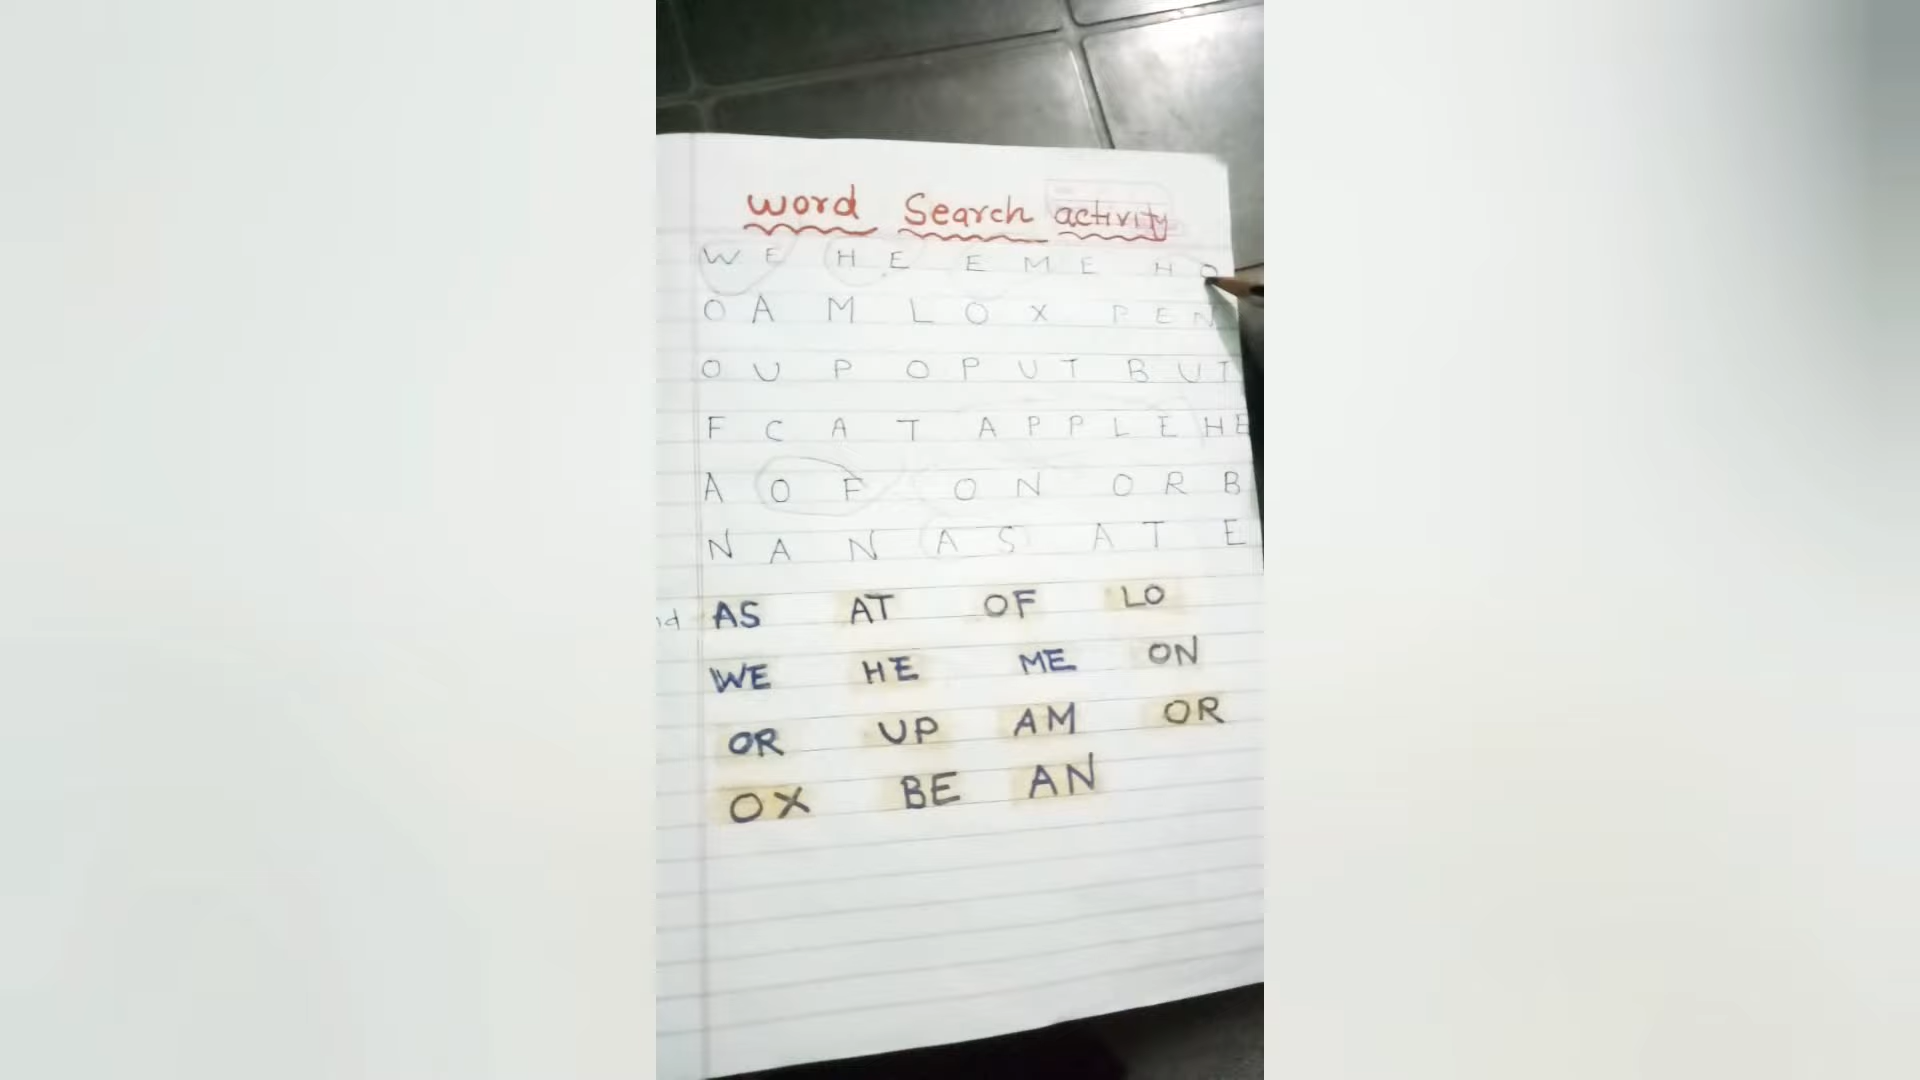 word Search activity
W E H E E M E H O
O A M L O X P E N
O U P O P U T B U T
F C A T A P P L E H E
A O F O N O R B
N A N A S A T E
AS AT OF LO
WE HE ME ON
OR UP AM OR
OX BE AN